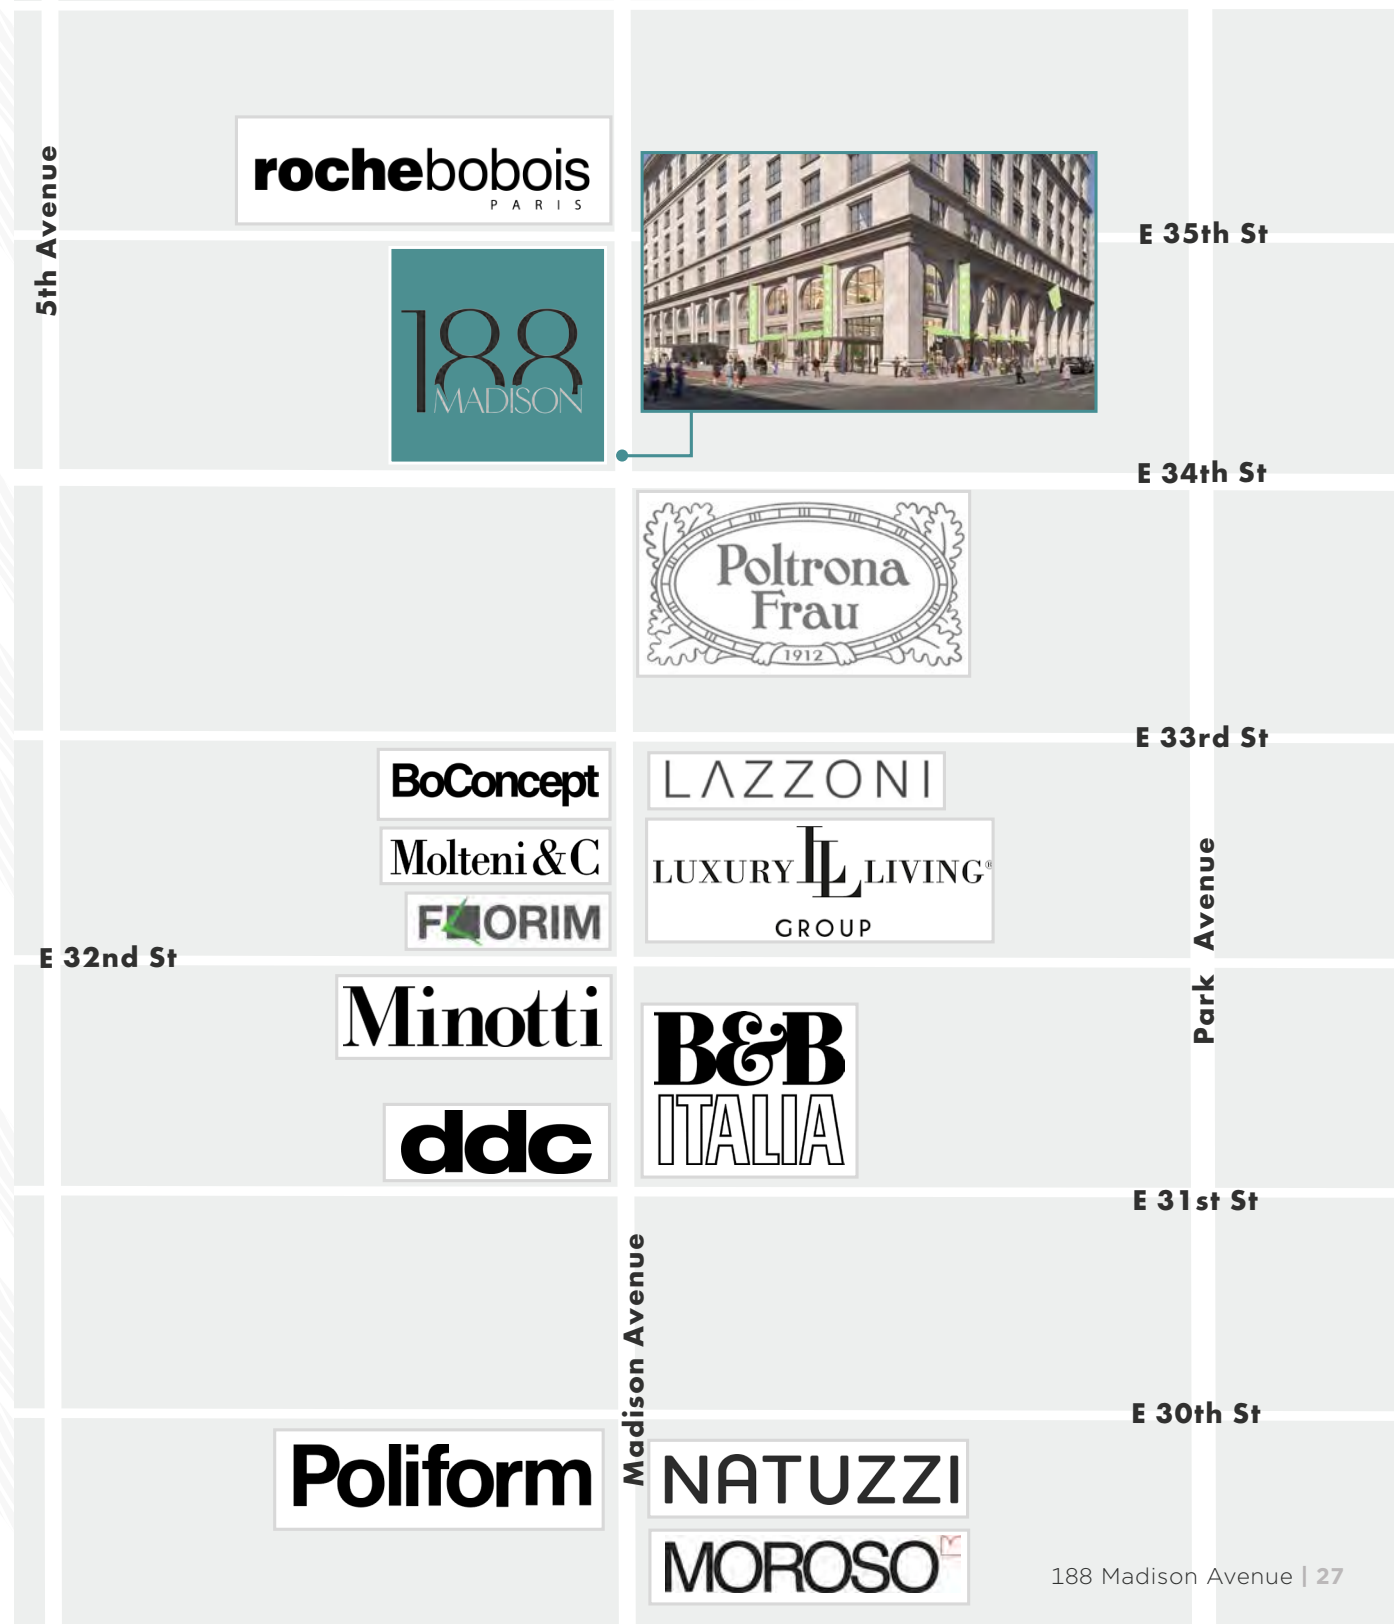 5th Avenue
rochebobois
PARIS
E 35th St
188
MADISON
E 34th St
Poltrona
Frau
1912
E 33rd St
BoConcept
LAZZONI
Molteni&C
LUXURY LL LIVING®
GROUP
FLORIM
Park Avenue
E 32nd St
Minotti
B&B
ITALIA
ddc
E 31st St
Madison Avenue
E 30th St
Poliform
NATUZZI
MOROSO
188 Madison Avenue | 27